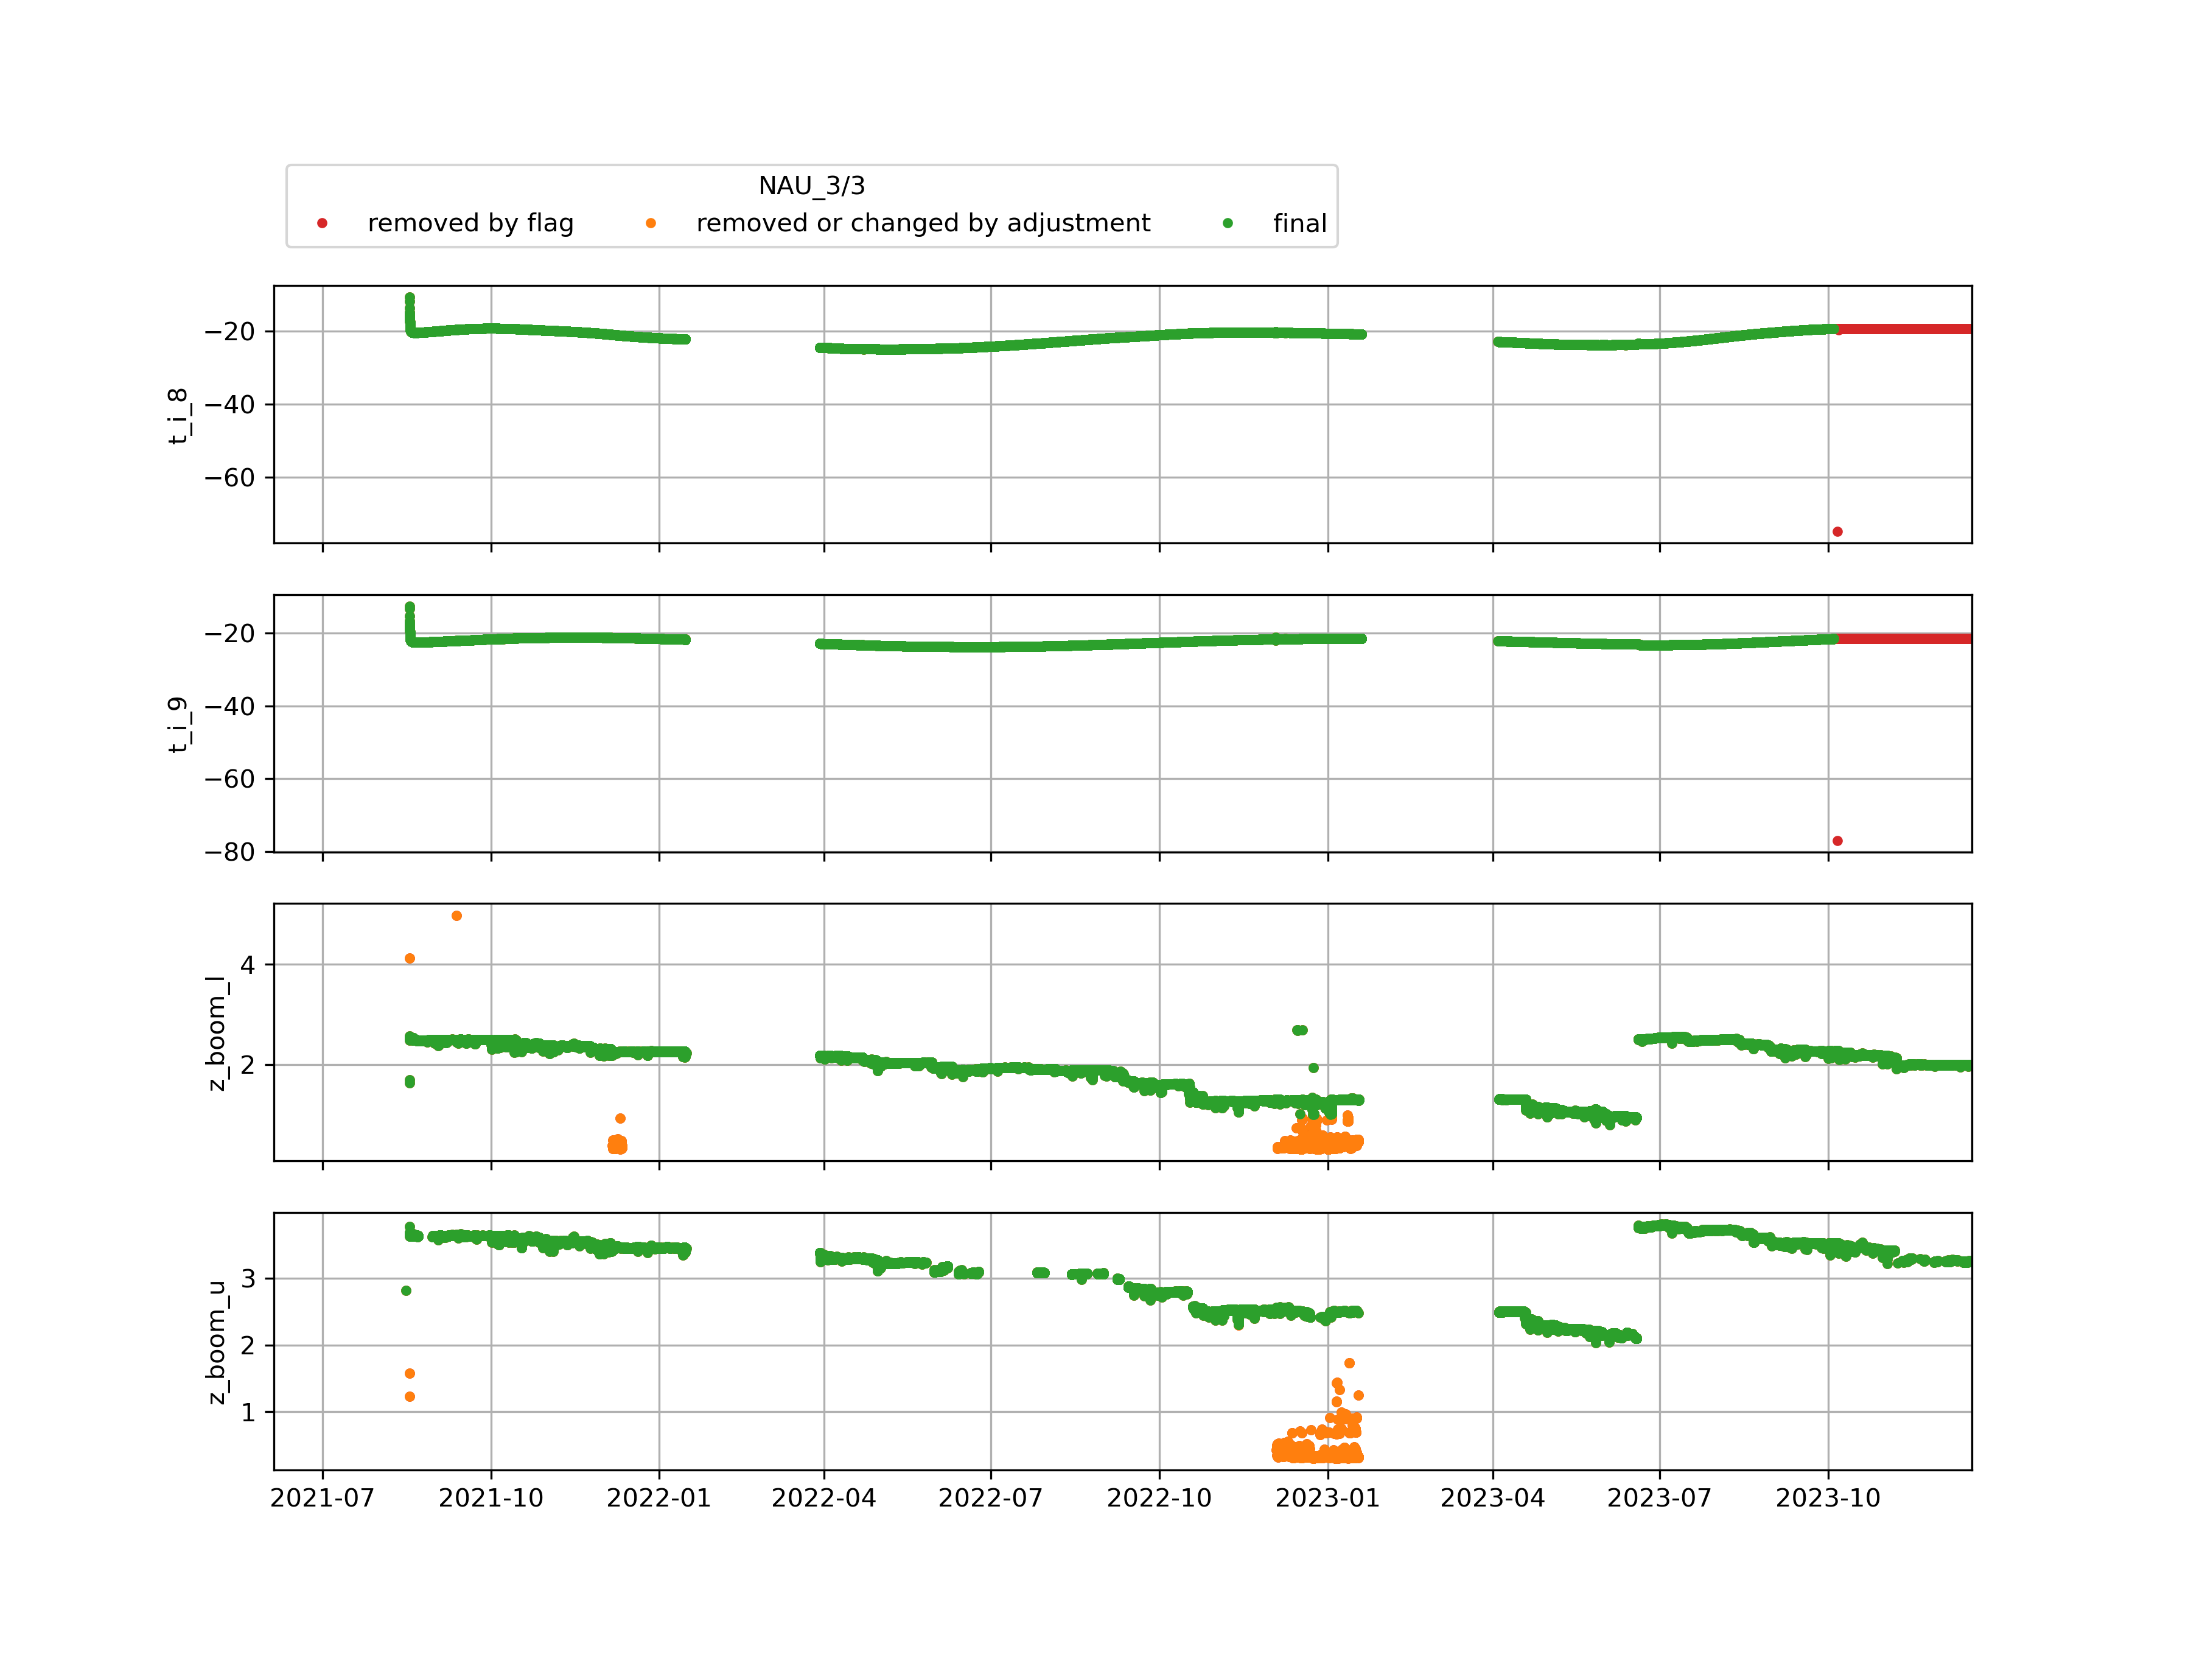 NAU_3/3
removed by flag removed or changed by adjustment final
−20
−40
−60
t_i_8
−20
−40
−60
−80
t_i_9
4
2
z_boom_l
3
2
1
z_boom_u
2021-07 2021-10 2022-01 2022-04 2022-07 2022-10 2023-01 2023-04 2023-07 2023-10